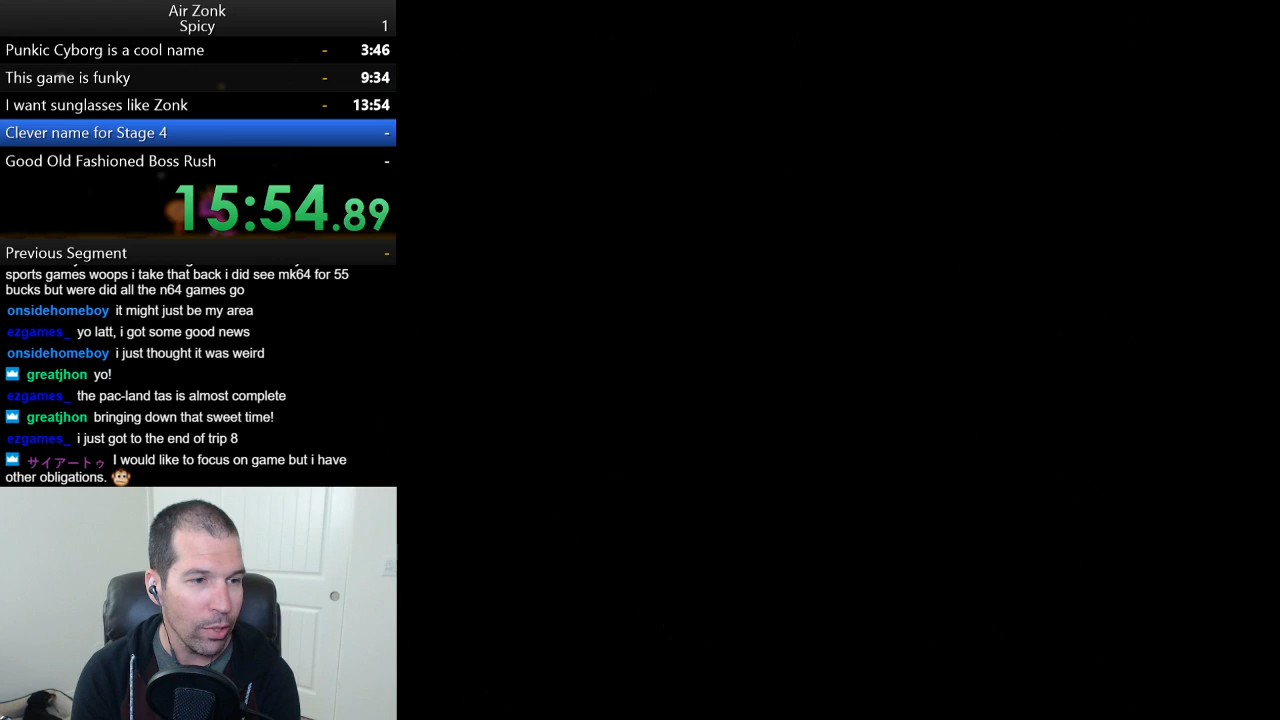 Air Zonk
Spicy 1
Punkic Cyborg is a cool name - 3:46
This game is funky - 9:34
I want sunglasses like Zonk - 13:54
Clever name for Stage 4 -
Good Old Fashioned Boss Rush -
15:54.89
Previous Segment -
sports games woops i take that back i did see mk64 for 55
bucks but were did all the n64 games go
onsidehomeboy it might just be my area
ezgames_ yo latt, i got some good news
onsidehomeboy i just thought it was weird
greatjhon yo!
ezgames_ the pac-land tas is almost complete
greatjhon bringing down that sweet time!
ezgames_ i just got to the end of trip 8
サイアートゥ I would like to focus on game but i have
other obligations.